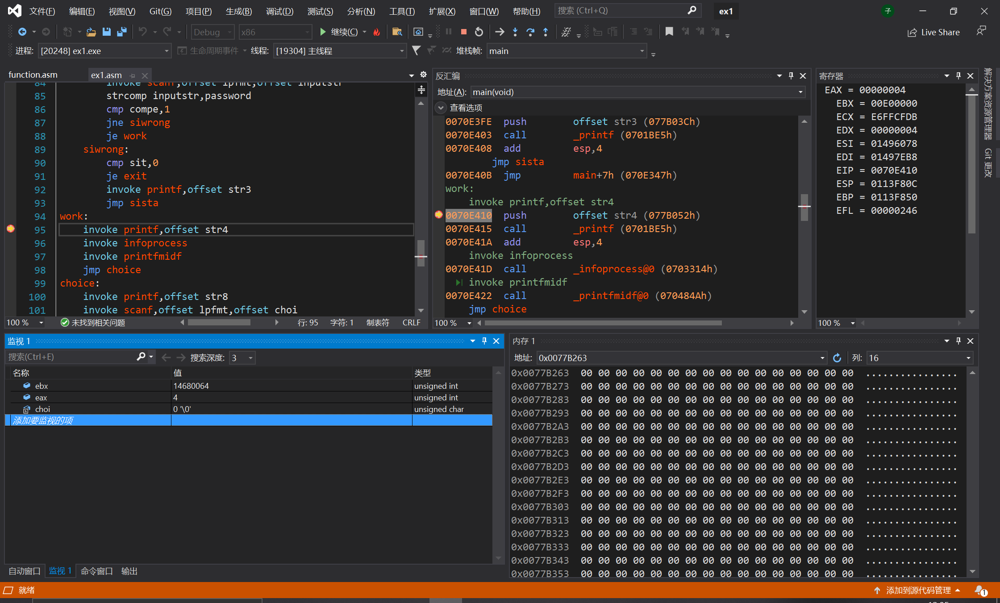 文件(F) 编辑(E) 视图(V) Git(G) 项目(P) 生成(B) 调试(D) 测试(S) 分析(N) 工具(T) 扩展(X) 窗口(W) 帮助(H) 搜索 (Ctrl+Q) ex1 子
Debug x86 继续(C) Live Share
进程: [20248] ex1.exe 生命周期事件 线程: [19304] 主线程 堆栈帧: main
function.asm ex1.asm
84 invoke scanf,offset lpfmt,offset inputstr
85 strcomp inputstr,password
86 cmp compe,1
87 jne siwrong
88 je work
89 siwrong:
90 cmp sit,0
91 je exit
92 invoke printf,offset str3
93 jmp sista
94 work:
95 invoke printf,offset str4
96 invoke infoprocess
97 invoke printfmidf
98 jmp choice
99 choice:
100 invoke printf,offset str8
101 invoke scanf,offset lpfmt,offset choi
100 % 未找到相关问题 行: 95 字符: 1 制表符 CRLF
反汇编
地址(A): main(void)
查看选项
0070E3FE push offset str3 (077B03Ch)
0070E403 call _printf (0701BE5h)
0070E408 add esp,4
jmp sista
0070E40B jmp main+7h (070E347h)
work:
invoke printf,offset str4
0070E410 push offset str4 (077B052h)
0070E415 call _printf (0701BE5h)
0070E41A add esp,4
invoke infoprocess
0070E41D call _infoprocess@0 (0703314h)
invoke printfmidf
0070E422 call _printfmidf@0 (070484Ah)
jmp choice
100 %
寄存器
EAX = 00000004
EBX = 00E00000
ECX = E6FFCFDB
EDX = 00000004
ESI = 01496078
EDI = 01497EB8
EIP = 0070E410
ESP = 0113F80C
EBP = 0113F850
EFL = 00000246
100 %
解决方案资源管理器
Git 更改
监视 1
搜索(Ctrl+E) 搜索深度: 3
名称 值 类型
ebx 14680064 unsigned int
eax 4 unsigned int
choi 0 '\0' unsigned char
添加要监视的项
自动窗口 监视 1 命令窗口 输出
内存 1
地址: 0x0077B263 列: 16
0x0077B263 00 00 00 00 00 00 00 00 00 00 00 00 00 00 00 00 ................
0x0077B273 00 00 00 00 00 00 00 00 00 00 00 00 00 00 00 00 ................
0x0077B283 00 00 00 00 00 00 00 00 00 00 00 00 00 00 00 00 ................
0x0077B293 00 00 00 00 00 00 00 00 00 00 00 00 00 00 00 00 ................
0x0077B2A3 00 00 00 00 00 00 00 00 00 00 00 00 00 00 00 00 ................
0x0077B2B3 00 00 00 00 00 00 00 00 00 00 00 00 00 00 00 00 ................
0x0077B2C3 00 00 00 00 00 00 00 00 00 00 00 00 00 00 00 00 ................
0x0077B2D3 00 00 00 00 00 00 00 00 00 00 00 00 00 00 00 00 ................
0x0077B2E3 00 00 00 00 00 00 00 00 00 00 00 00 00 00 00 00 ................
0x0077B2F3 00 00 00 00 00 00 00 00 00 00 00 00 00 00 00 00 ................
0x0077B303 00 00 00 00 00 00 00 00 00 00 00 00 00 00 00 00 ................
0x0077B313 00 00 00 00 00 00 00 00 00 00 00 00 00 00 00 00 ................
0x0077B323 00 00 00 00 00 00 00 00 00 00 00 00 00 00 00 00 ................
0x0077B333 00 00 00 00 00 00 00 00 00 00 00 00 00 00 00 00 ................
0x0077B343 00 00 00 00 00 00 00 00 00 00 00 00 00 00 00 00 ................
0x0077B353 00 00 00 00 00 00 00 00 00 00 00 00 00 00 00 00 ................
就绪 添加到源代码管理 1